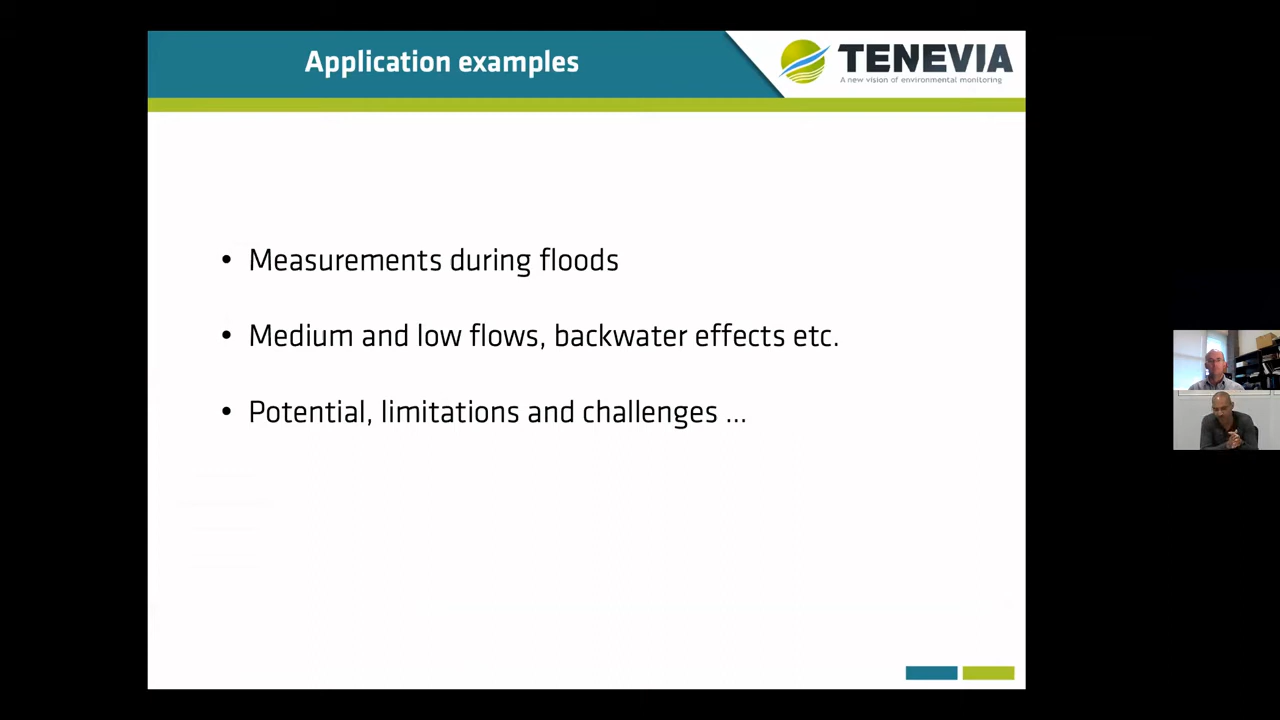 Application examples
TENEVIA
A new vision of environmental monitoring
• Measurements during floods
• Medium and low flows, backwater effects etc.
• Potential, limitations and challenges ...